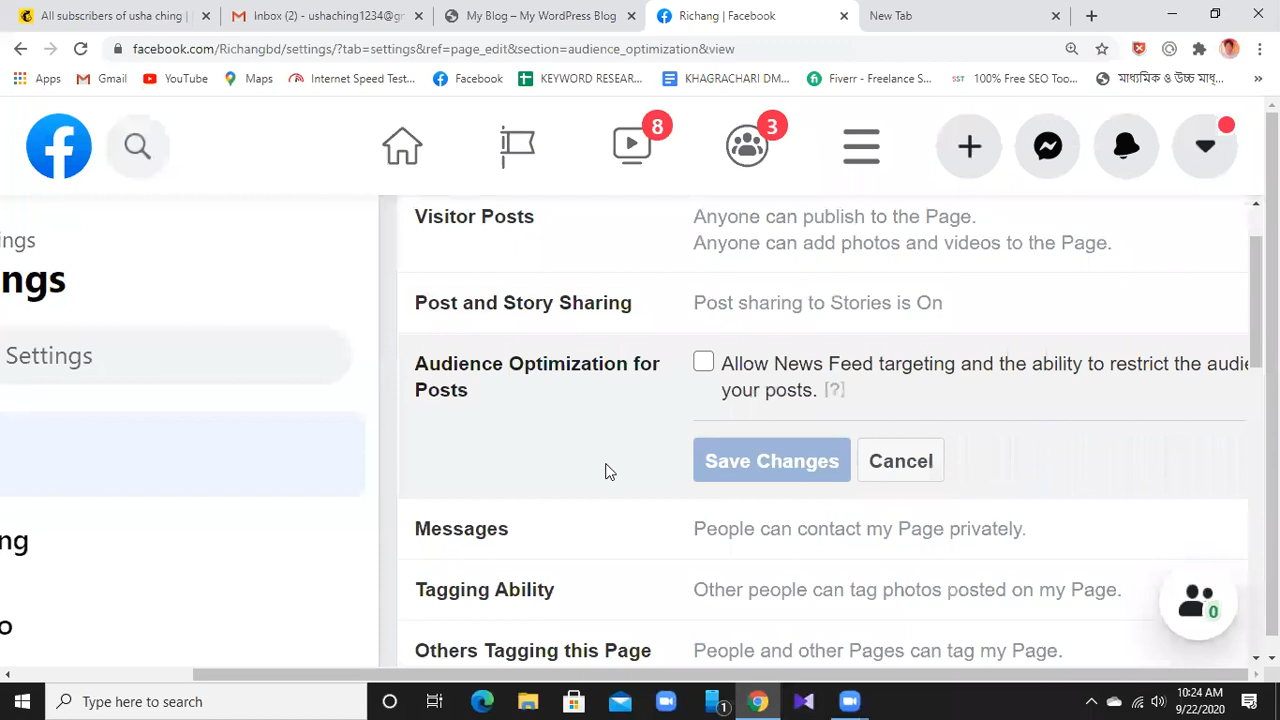 All subscribers of usha ching |
Inbox (2) - ushaching1234@gr
My Blog – My WordPress Blog
Richang | Facebook
New Tab
facebook.com/Richangbd/settings/?tab=settings&ref=page_edit&section=audience_optimization&view
Apps
Gmail
YouTube
Maps
Internet Speed Test...
Facebook
KEYWORD RESEAR...
KHAGRACHARI DM...
Fiverr - Freelance S...
SST 100% Free SEO Too...
মাধ্যমিক ও উচ্চ মাধ্...
8
3
ings
ngs
Settings
ng
o
Visitor Posts
Anyone can publish to the Page.
Anyone can add photos and videos to the Page.
Post and Story Sharing
Post sharing to Stories is On
Audience Optimization for
Posts
Allow News Feed targeting and the ability to restrict the audie
your posts. [?]
Save Changes
Cancel
Messages
People can contact my Page privately.
Tagging Ability
Other people can tag photos posted on my Page.
Others Tagging this Page
People and other Pages can tag my Page.
0
Type here to search
1
10:24 AM
9/22/2020